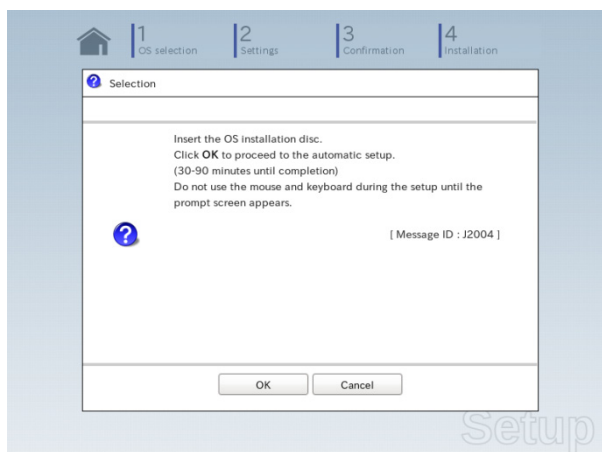 1
OS selection
2
Settings
3
Confirmation
4
Installation
Selection
Insert the OS installation disc.
Click OK to proceed to the automatic setup.
(30-90 minutes until completion)
Do not use the mouse and keyboard during the setup until the
prompt screen appears.
[ Message ID : J2004 ]
OK
Cancel
Setup